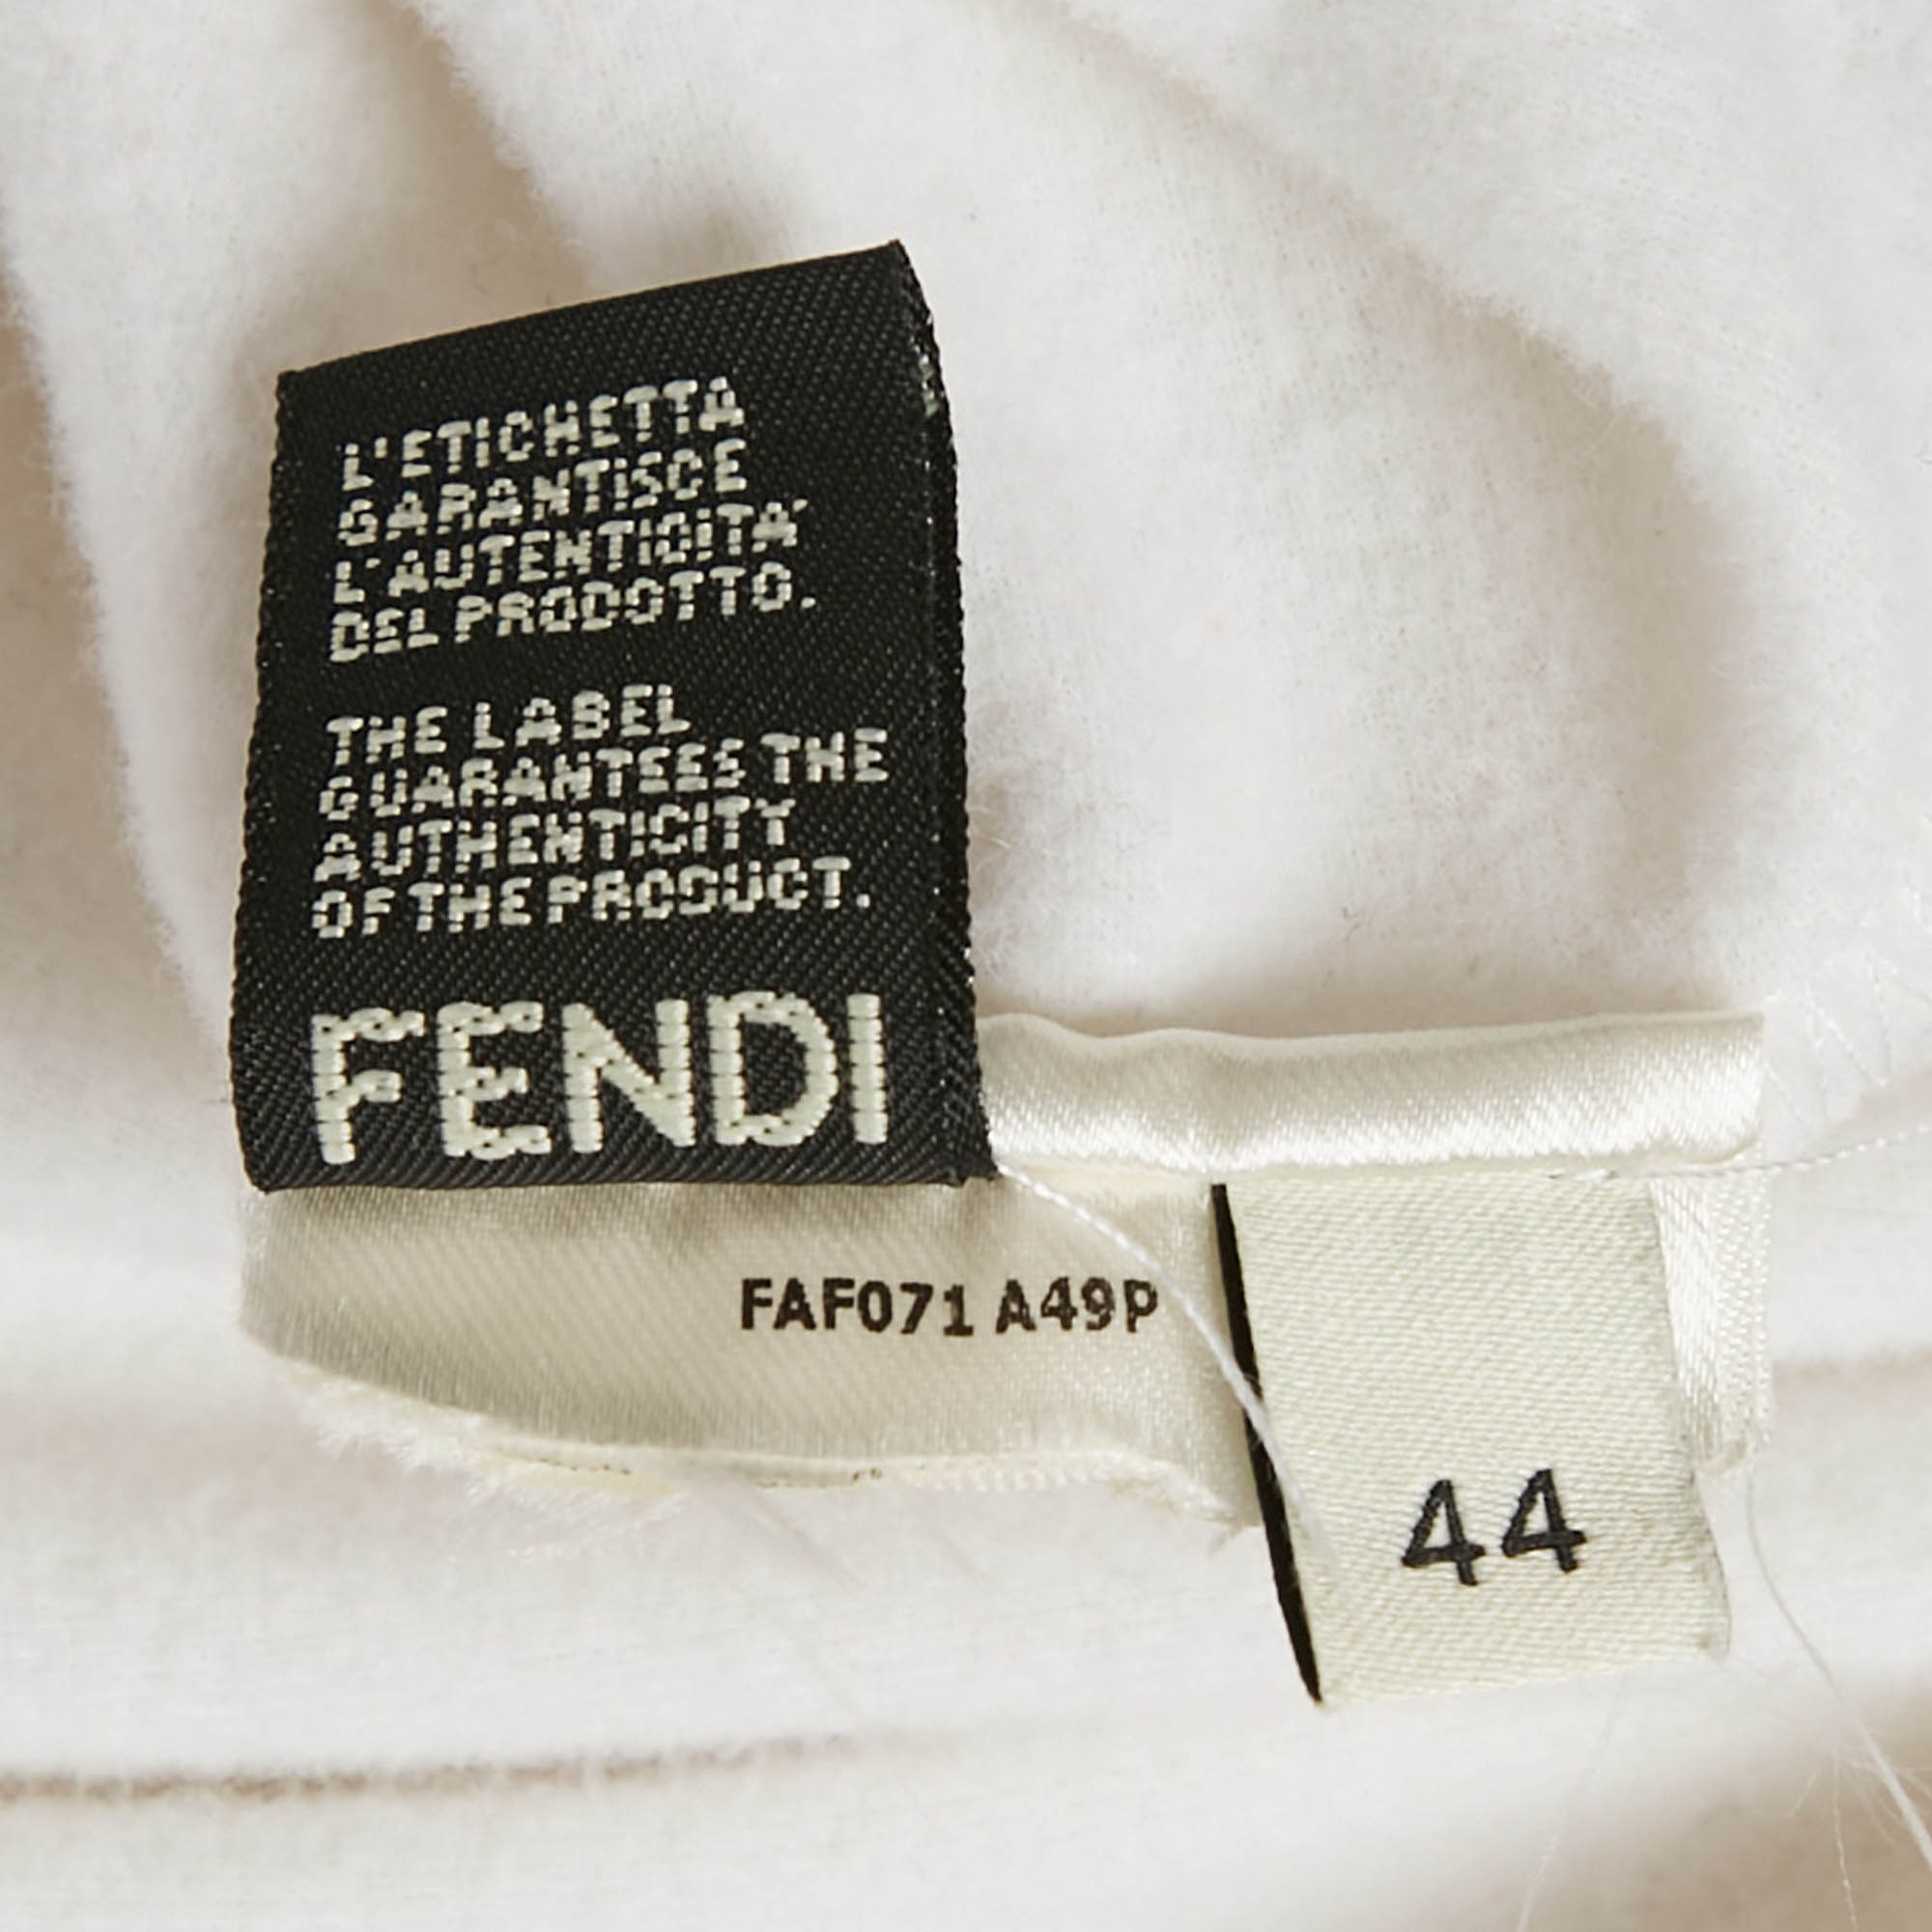 L'ETICHETTA
GARANTISCE
L'AUTENTICITA'
DEL PRODOTTO.
THE LABEL
GUARANTEES THE
AUTHENTICITY
OF THE PRODUCT.
FENDI
FAF071 A49P
44